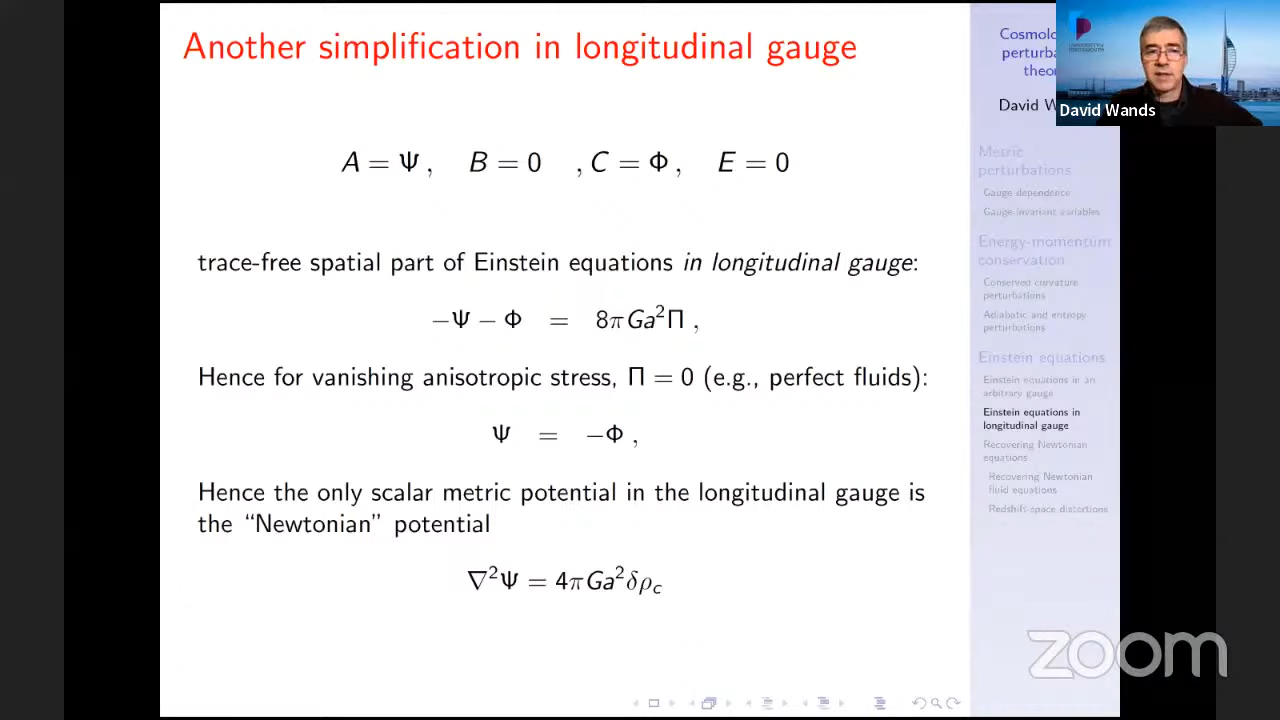 Another simplification in longitudinal gauge
A = Ψ , B = 0 , C = Φ , E = 0
trace-free spatial part of Einstein equations in longitudinal gauge:
−Ψ − Φ = 8πGa²Π ,
Hence for vanishing anisotropic stress, Π = 0 (e.g., perfect fluids):
Ψ = −Φ ,
Hence the only scalar metric potential in the longitudinal gauge is
the “Newtonian” potential
∇²Ψ = 4πGa²δρ_c
David Wands
Metric
perturbations
Gauge dependence
Gauge-invariant variables
Energy-momentum
conservation
Conserved curvature
perturbations
Adiabatic and entropy
perturbations
Einstein equations
Einstein equations in an
arbitrary gauge
Einstein equations in
longitudinal gauge
Recovering Newtonian
equations
Recovering Newtonian
fluid equations
Redshift-space distortions
zoom